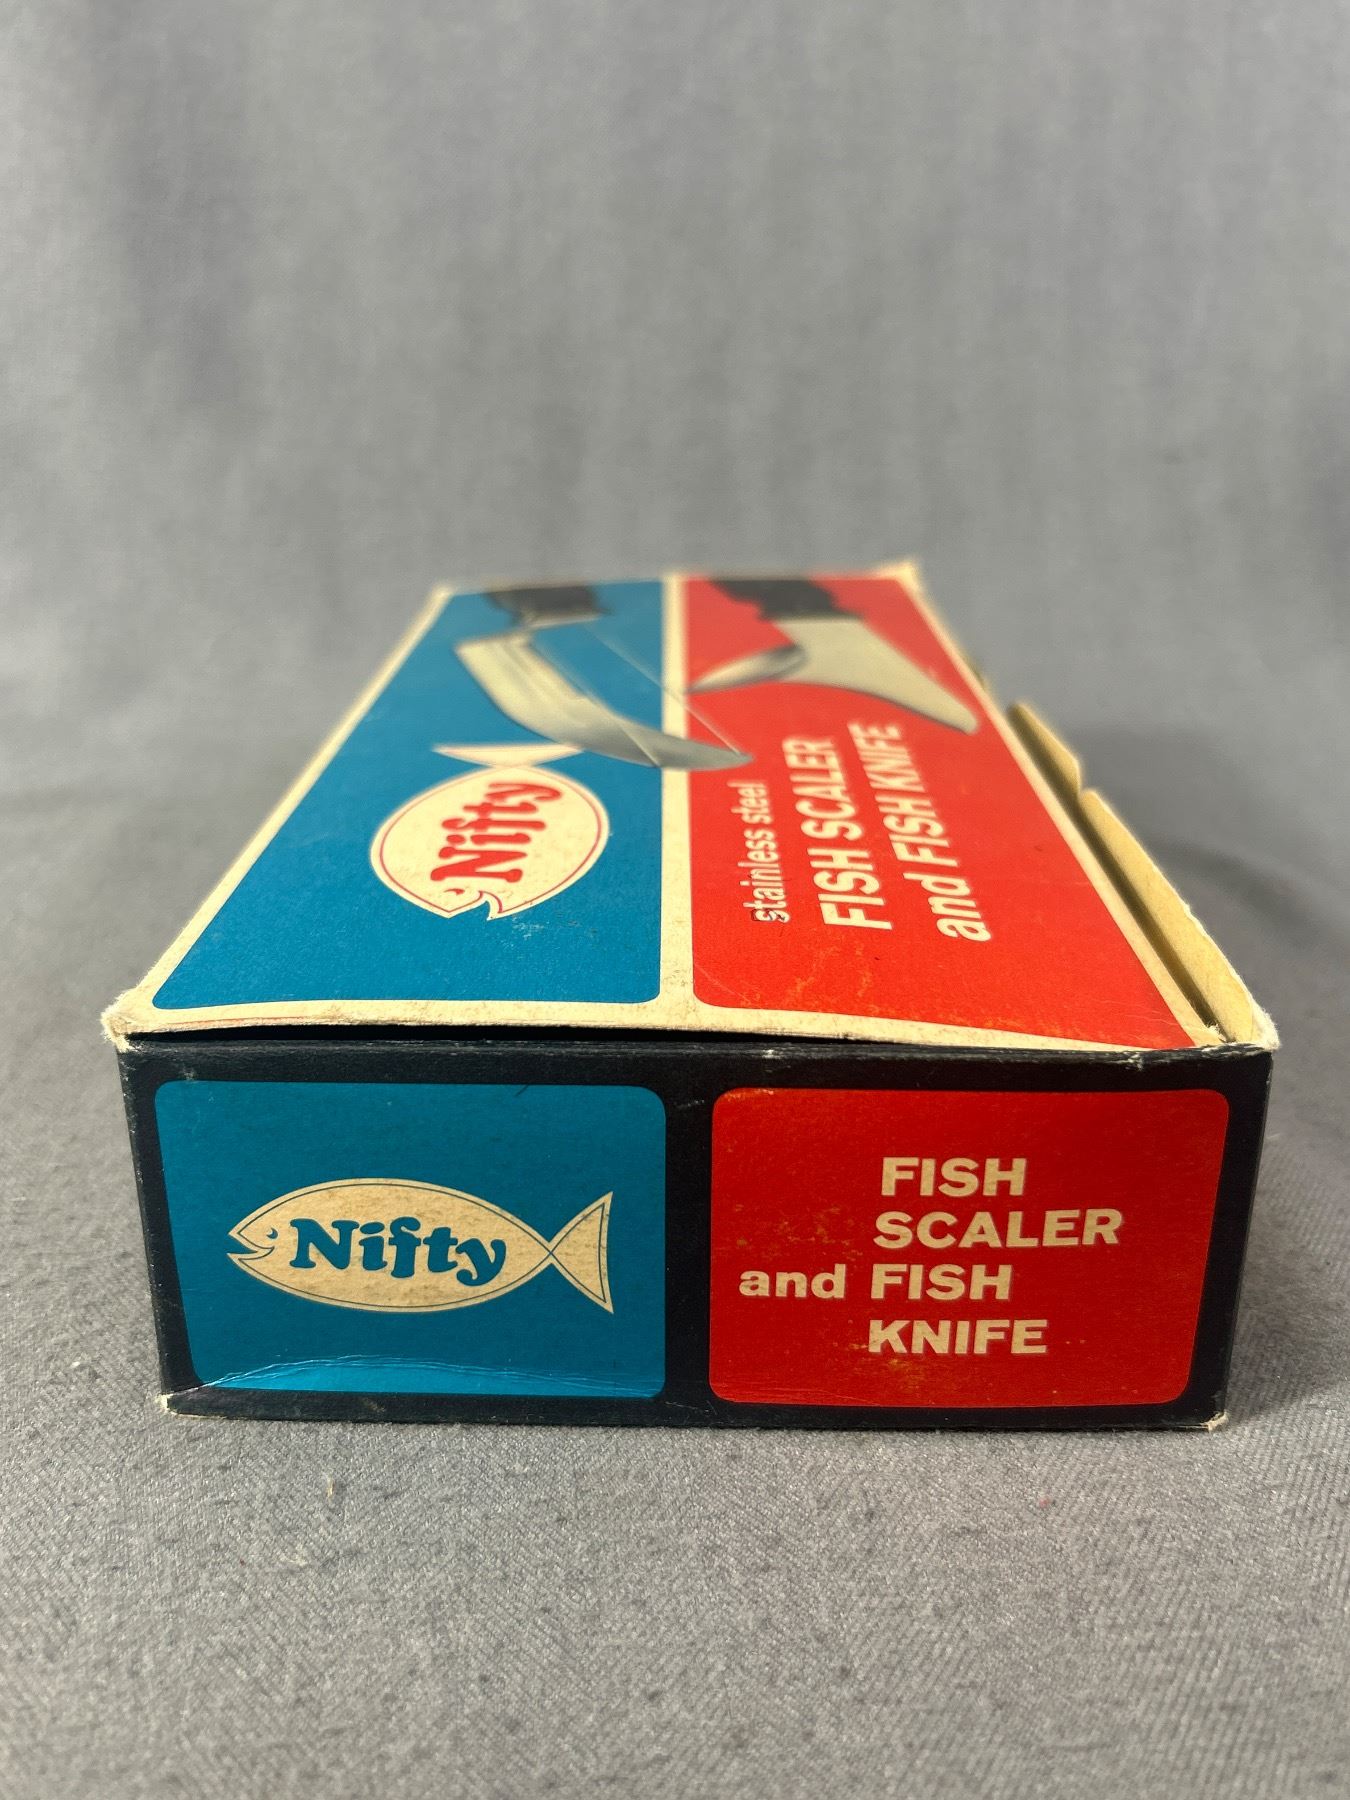 Nifty
stainless steel
FISH SCALER
and FISH KNIFE
Nifty
FISH
SCALER
and FISH
KNIFE